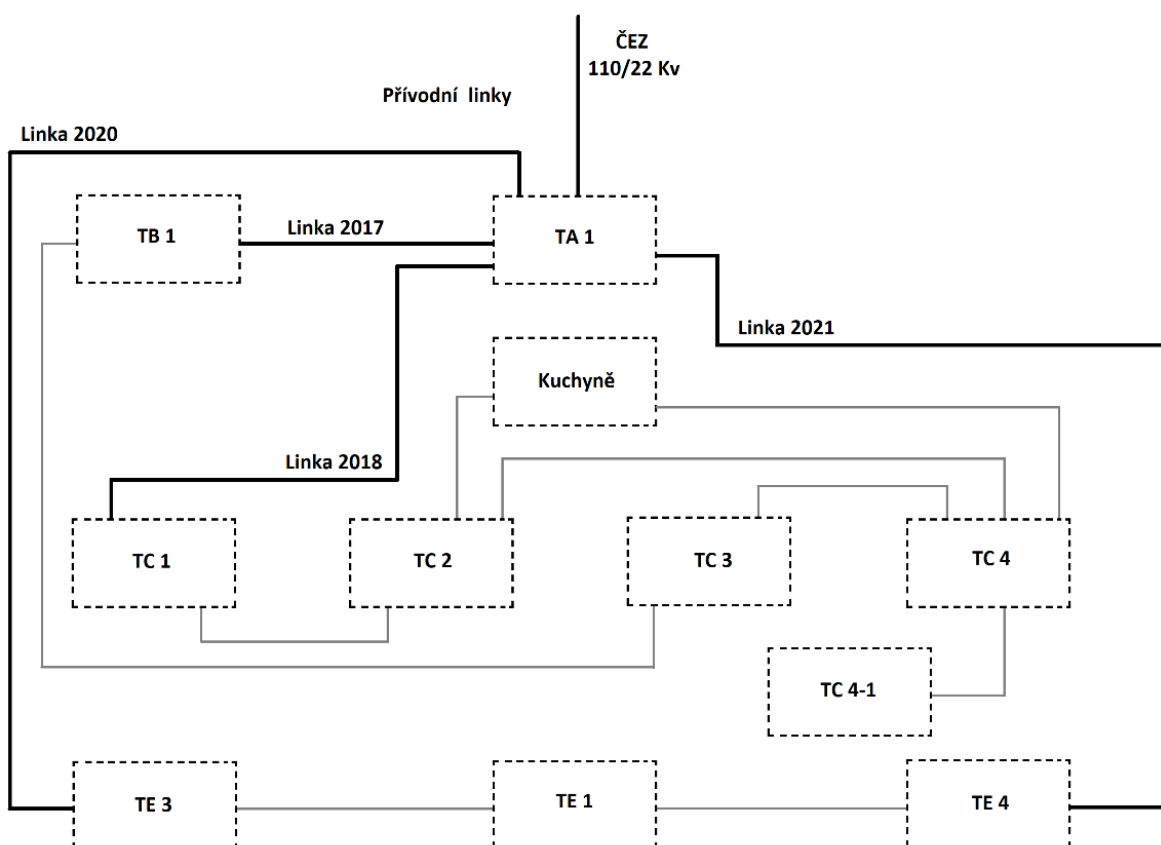 ČEZ
110/22 Kv
Přívodní linky
Linka 2020
TB 1
Linka 2017
TA 1
Linka 2021
Kuchyně
Linka 2018
TC 1
TC 2
TC 3
TC 4
TC 4-1
TE 3
TE 1
TE 4